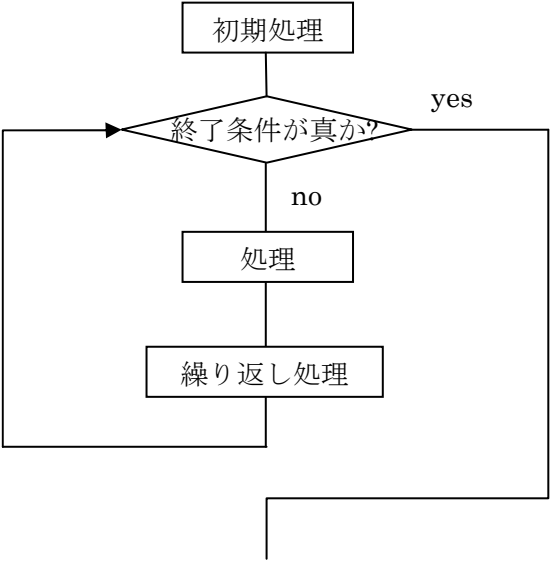 初期処理
yes
終了条件が真か?
no
処理
繰り返し処理